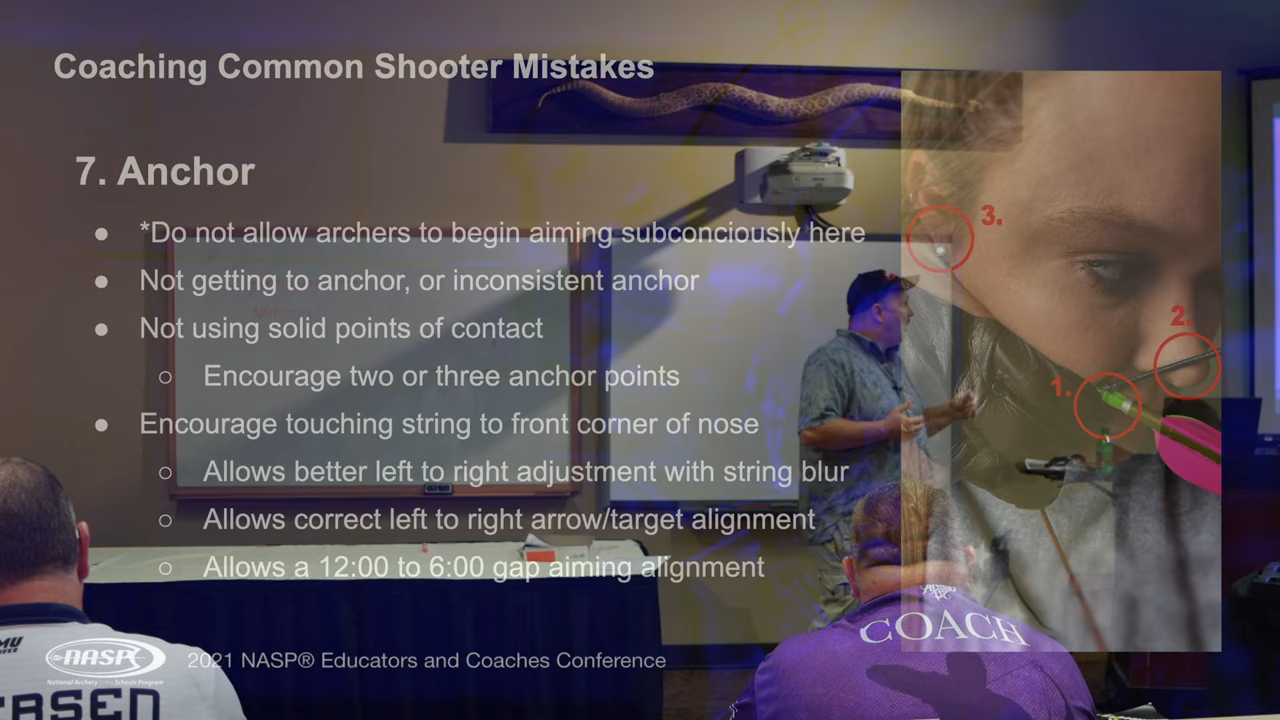 Coaching Common Shooter Mistakes
7. Anchor
● *Do not allow archers to begin aiming subconciously here
● Not getting to anchor, or inconsistent anchor
● Not using solid points of contact
○ Encourage two or three anchor points
● Encourage touching string to front corner of nose
○ Allows better left to right adjustment with string blur
○ Allows correct left to right arrow/target alignment
○ Allows a 12:00 to 6:00 gap aiming alignment
3.
2.
1.
COACH
NASP
National Archery in the Schools Program
2021 NASP® Educators and Coaches Conference